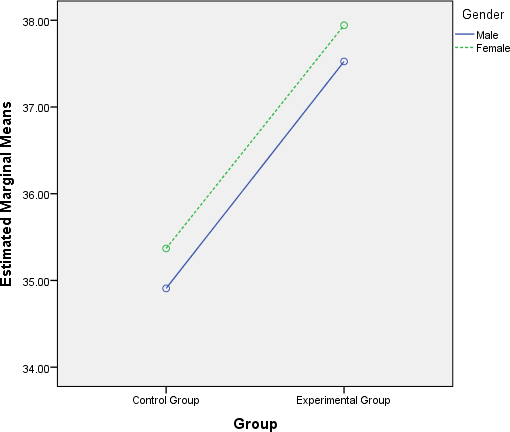 Gender
Male
Female
38.00
37.00
36.00
35.00
34.00
Estimated Marginal Means
Control Group
Experimental Group
Group